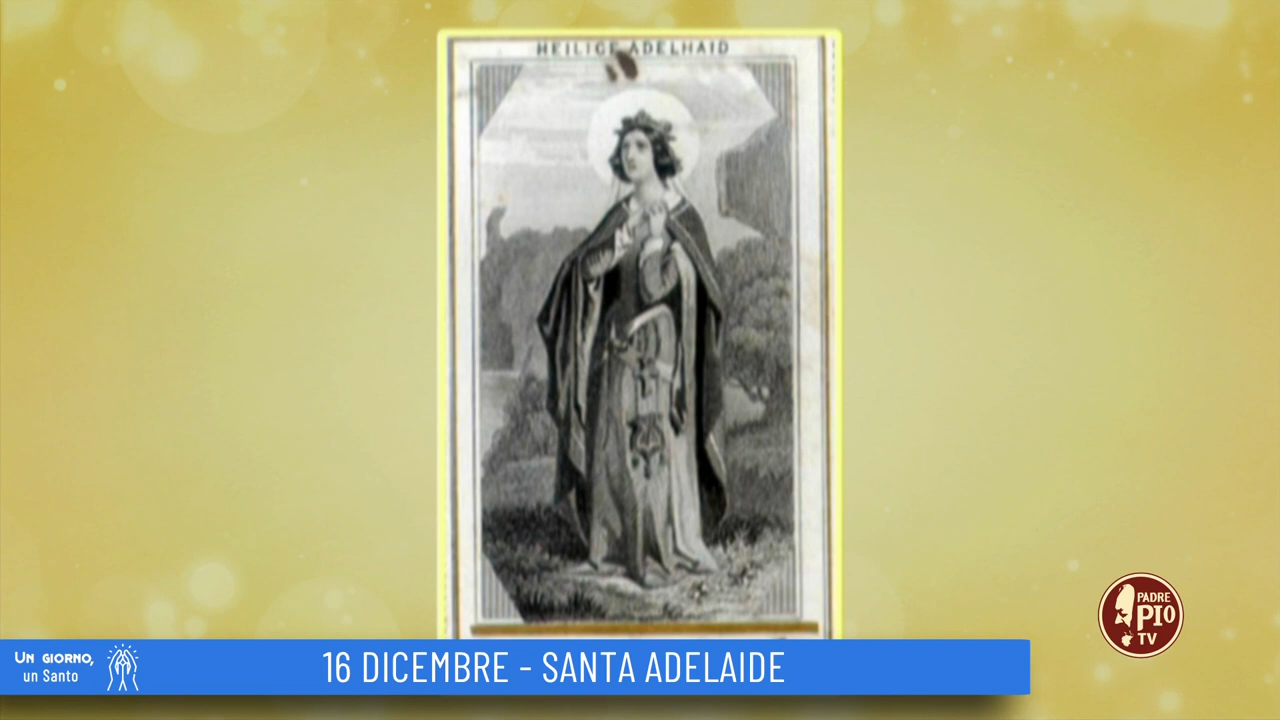 HEILIGE ADELHAID
UN GIORNO,
un Santo
16 DICEMBRE - SANTA ADELAIDE
PADRE
PIO
TV